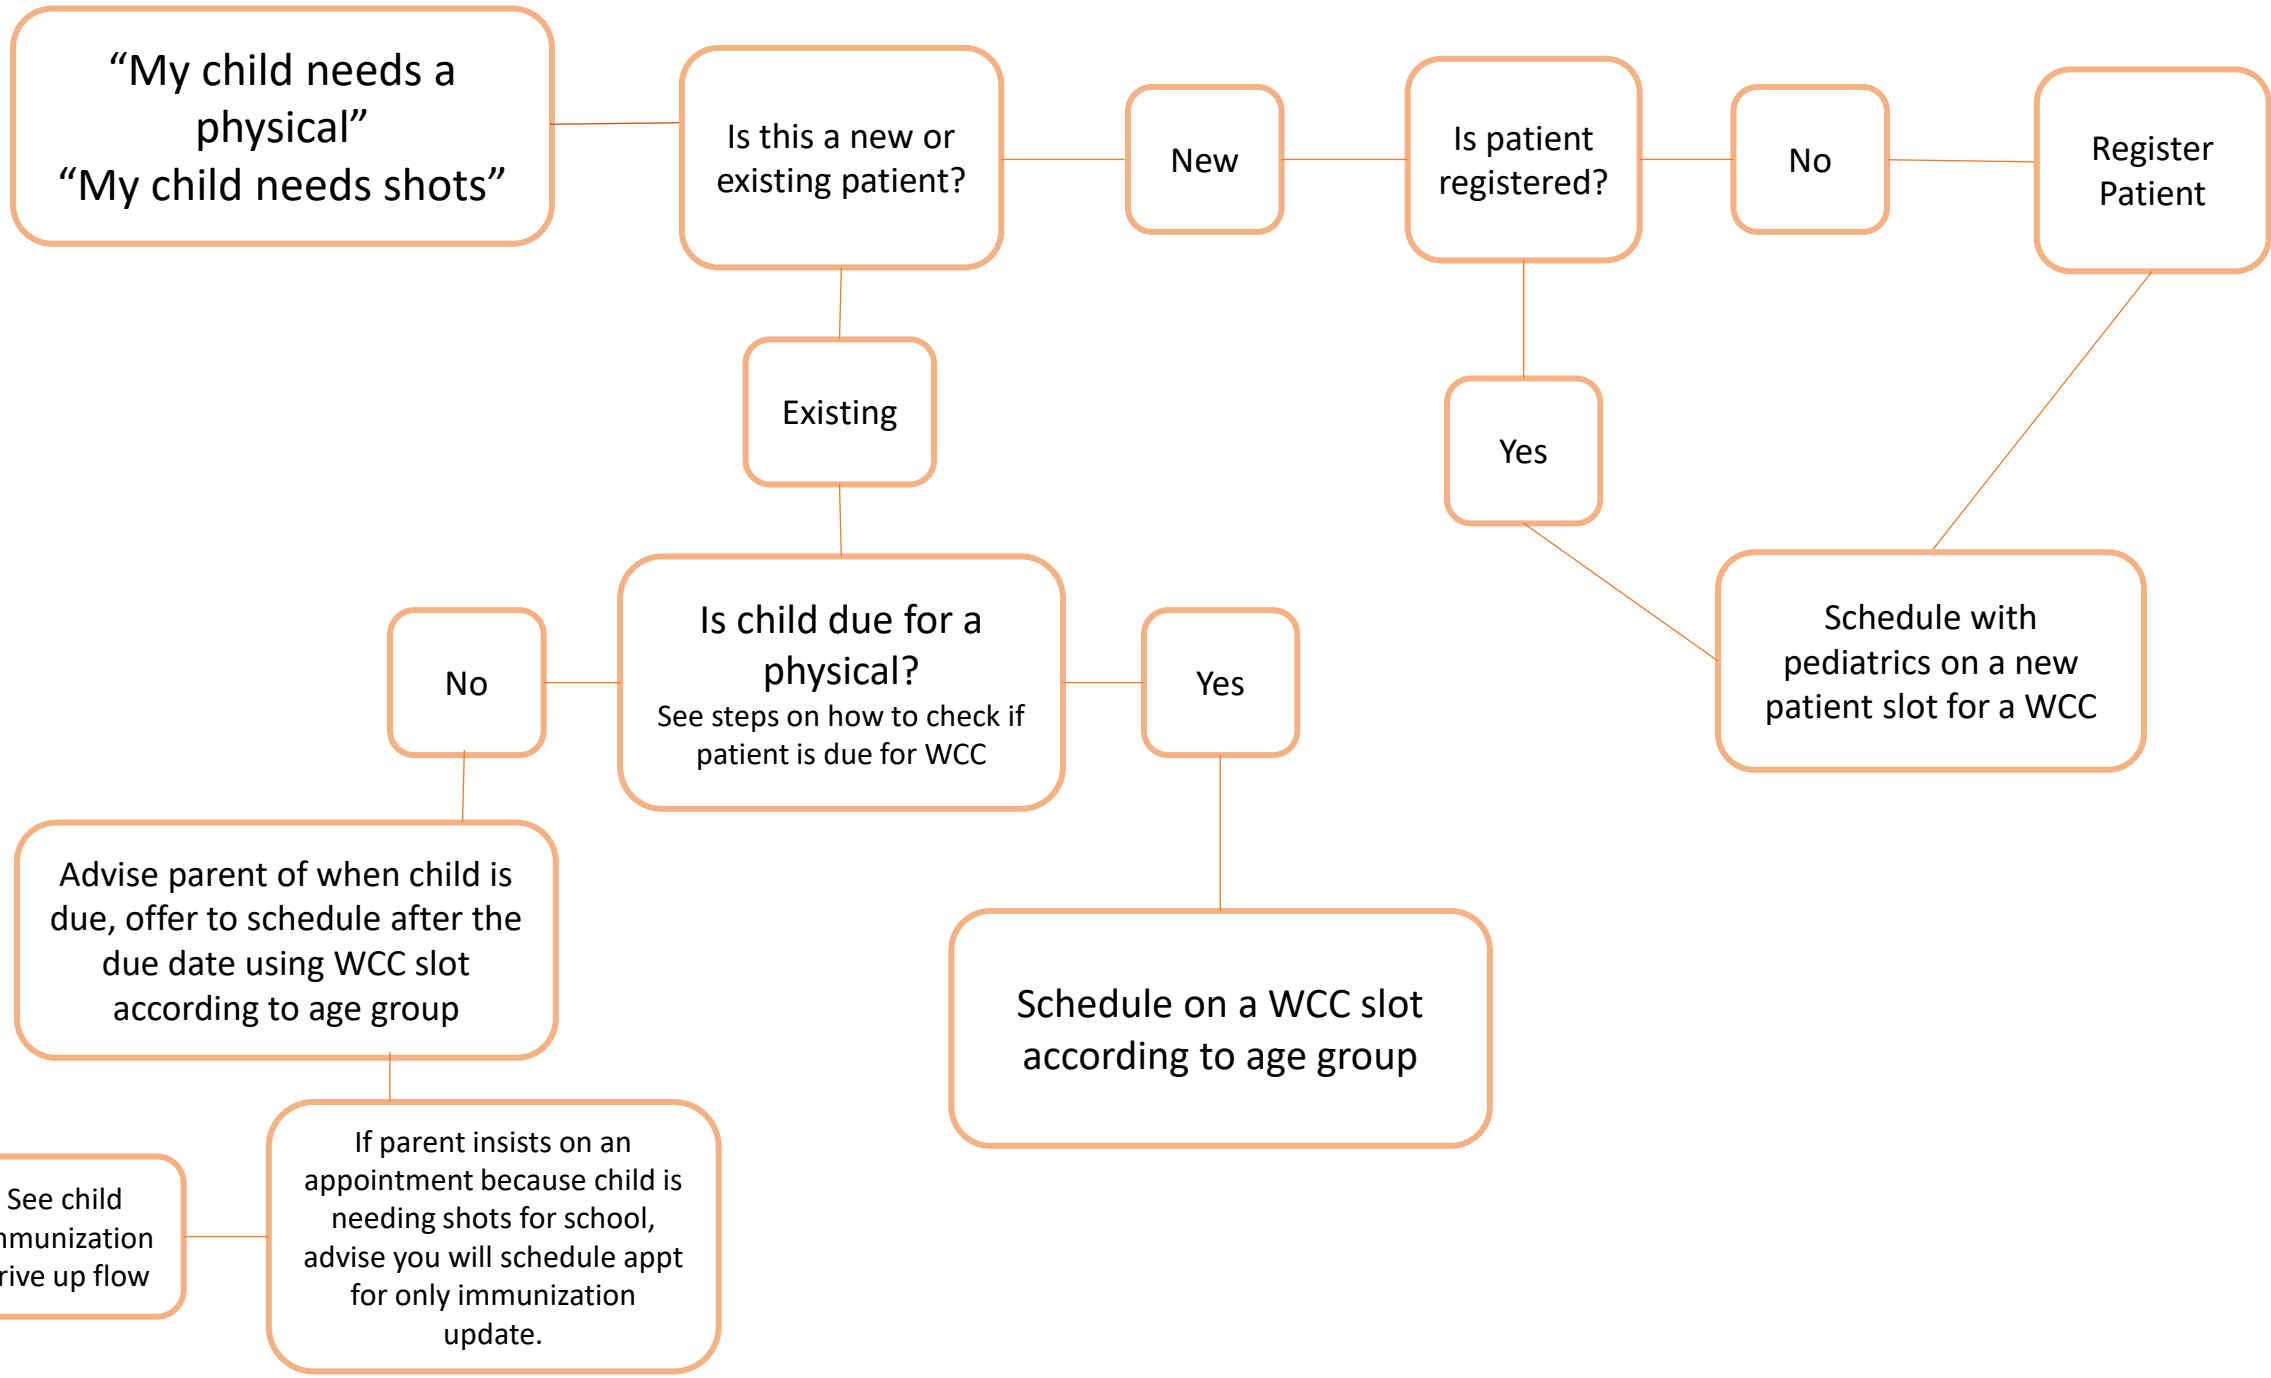 “My child needs a
physical”
“My child needs shots”
Is this a new or
existing patient?
New
Is patient
registered?
No
Register
Patient
Existing
Yes
Schedule with
pediatrics on a new
patient slot for a WCC
No
Is child due for a
physical?
See steps on how to check if
patient is due for WCC
Yes
Advise parent of when child is
due, offer to schedule after the
due date using WCC slot
according to age group
Schedule on a WCC slot
according to age group
If parent insists on an
appointment because child is
needing shots for school,
advise you will schedule appt
for only immunization
update.
See child
up flow